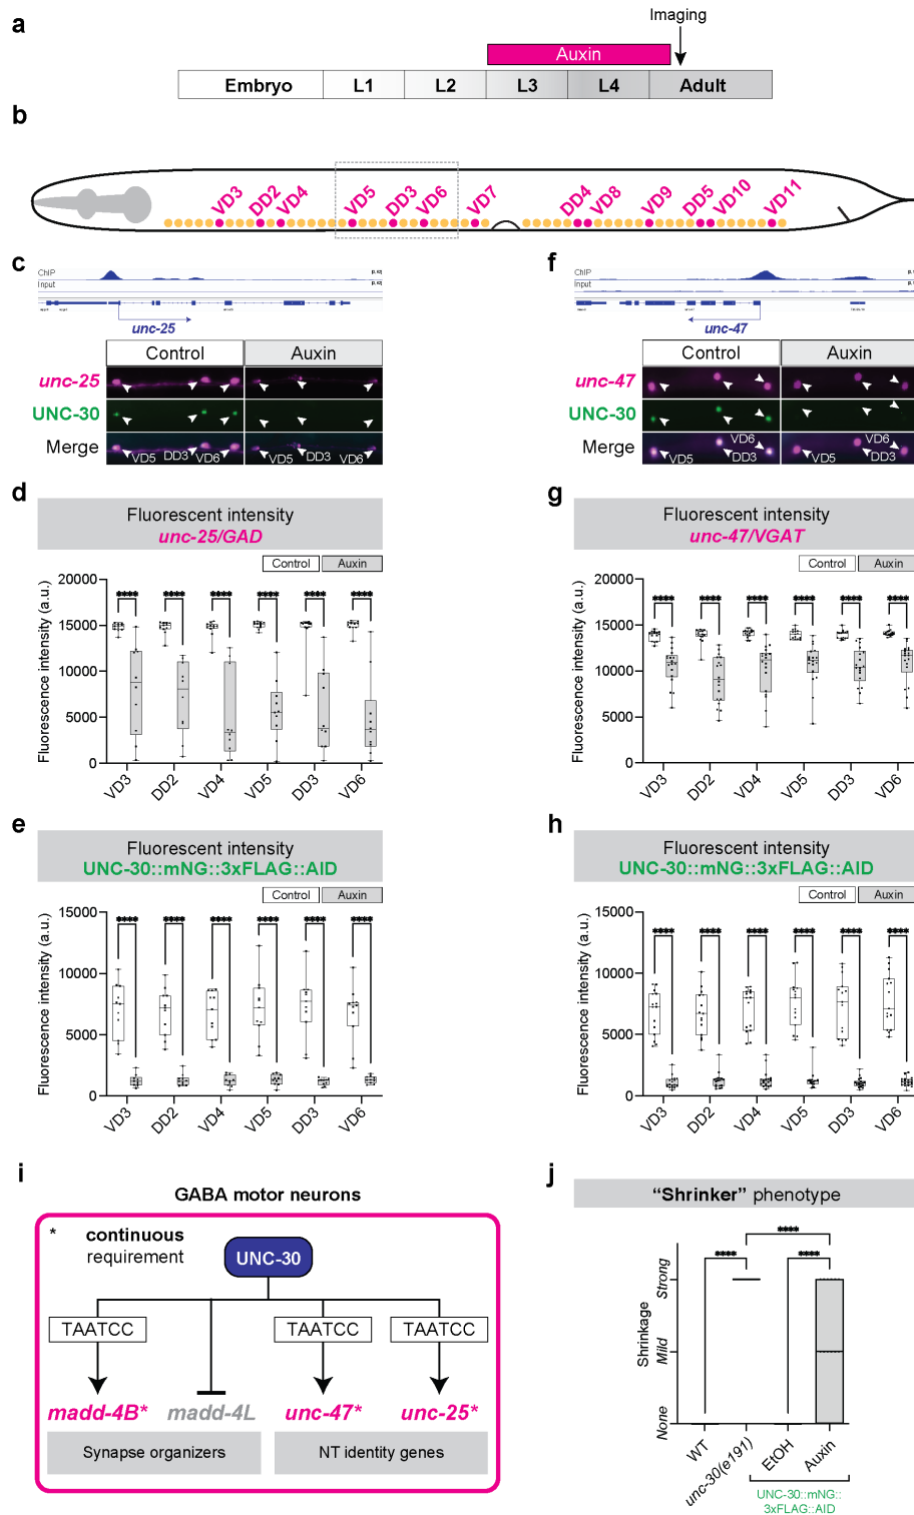 a
Imaging
Auxin
Embryo L1 L2 L3 L4 Adult
b
VD3 DD2 VD4 VD5 DD3 VD6 VD7 DD4 VD8 VD9 DD5 VD10 VD11
c
ChIP
Input
unc-25
Control Auxin
unc-25
UNC-30
Merge
VD5 DD3 VD6 VD5 DD3 VD6
f
ChIP
Input
unc-47
Control Auxin
unc-47
UNC-30
Merge
VD5 VD6 DD3 VD5 VD6 DD3
d
Fluorescent intensity
unc-25/GAD
Control Auxin
Fluorescence intensity (a.u.)
20000
15000
10000
5000
0
**** **** **** **** **** ****
VD3 DD2 VD4 VD5 DD3 VD6
g
Fluorescent intensity
unc-47/VGAT
Control Auxin
Fluorescence intensity (a.u.)
20000
15000
10000
5000
0
**** **** **** **** **** ****
VD3 DD2 VD4 VD5 DD3 VD6
e
Fluorescent intensity
UNC-30::mNG::3xFLAG::AID
Control Auxin
Fluorescence intensity (a.u.)
15000
10000
5000
0
**** **** **** **** **** ****
VD3 DD2 VD4 VD5 DD3 VD6
h
Fluorescent intensity
UNC-30::mNG::3xFLAG::AID
Control Auxin
Fluorescence intensity (a.u.)
15000
10000
5000
0
**** **** **** **** **** ****
VD3 DD2 VD4 VD5 DD3 VD6
i
GABA motor neurons
* continuous
requirement
UNC-30
TAATCC TAATCC TAATCC
madd-4B* madd-4L unc-47* unc-25*
Synapse organizers NT identity genes
j
"Shrinker" phenotype
****
**** ****
Shrinkage
Strong
Mild
None
WT unc-30(e191) EtOH Auxin
UNC-30::mNG::
3xFLAG::AID